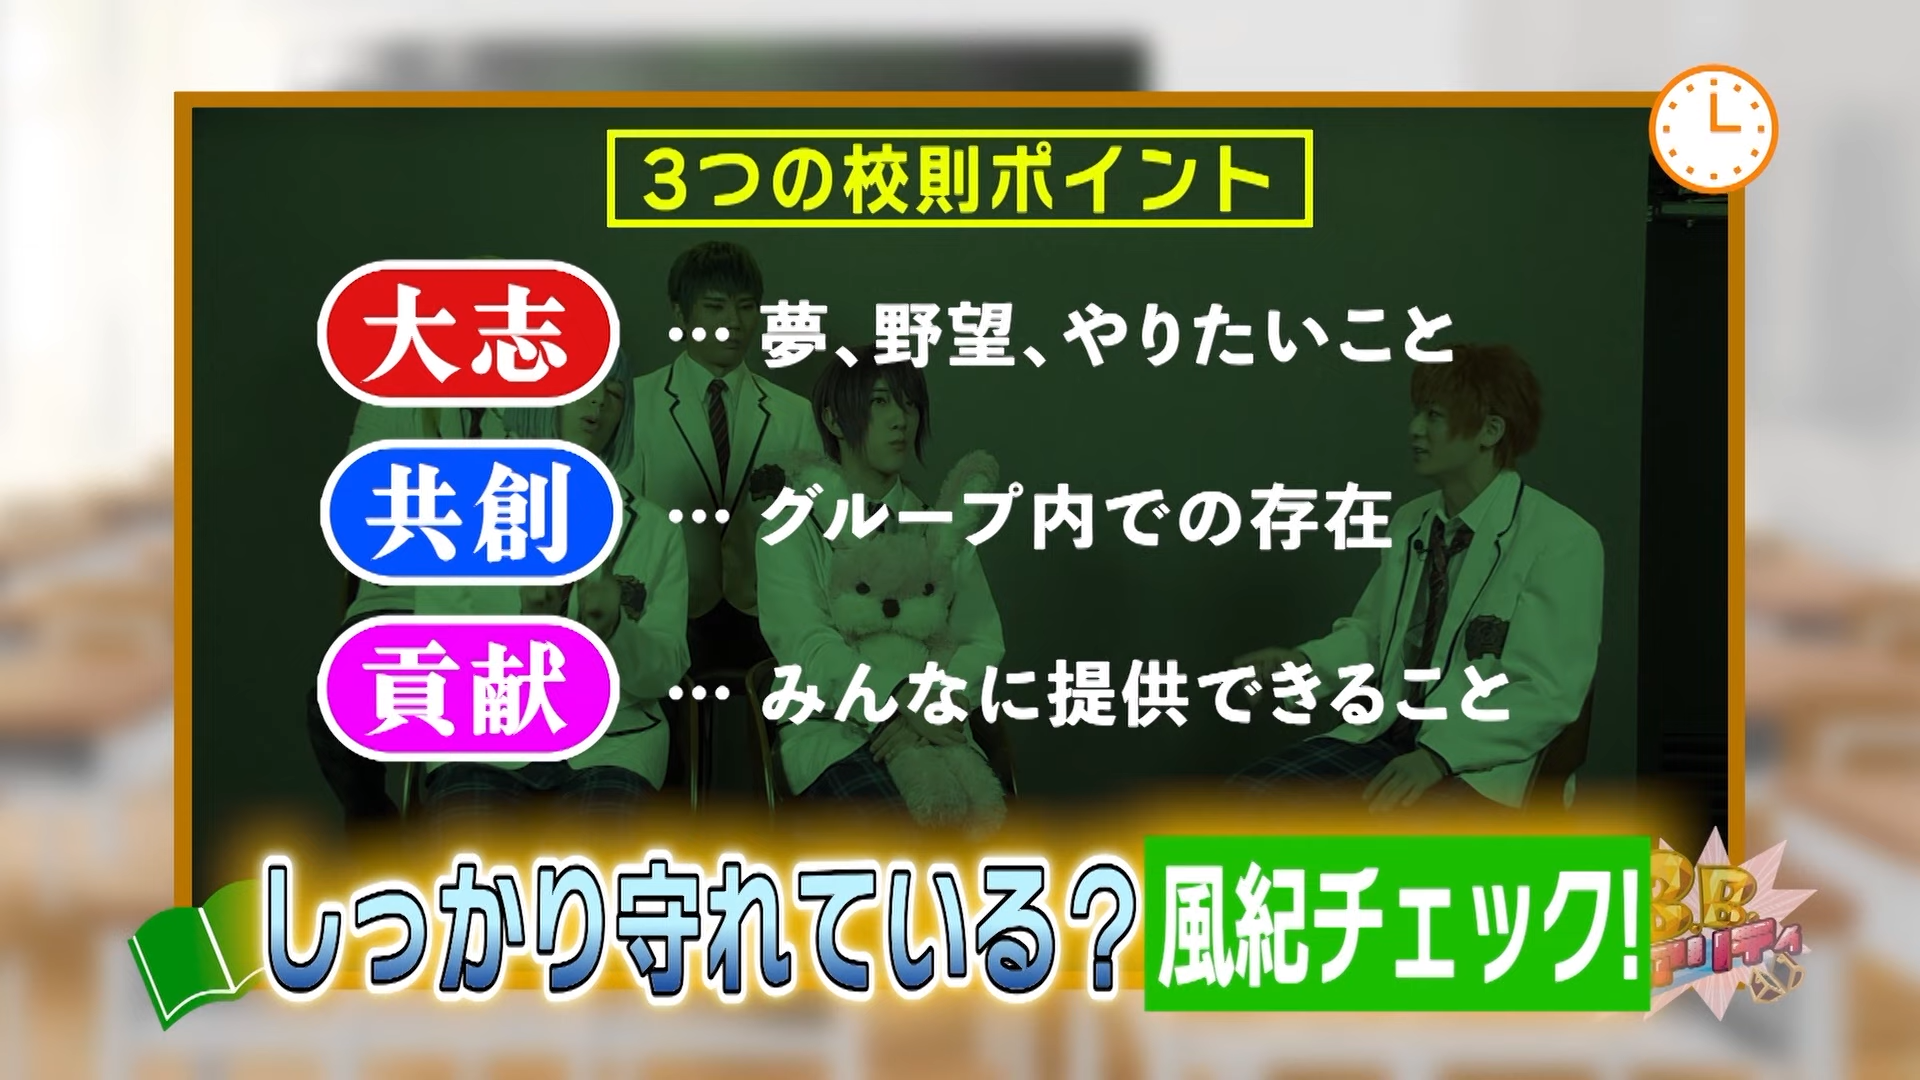 3つの校則ポイント
大志 … 夢、野望、やりたいこと
共創 … グループ内での存在
貢献 … みんなに提供できること
しっかり守れている? 風紀チェック!
B.B.